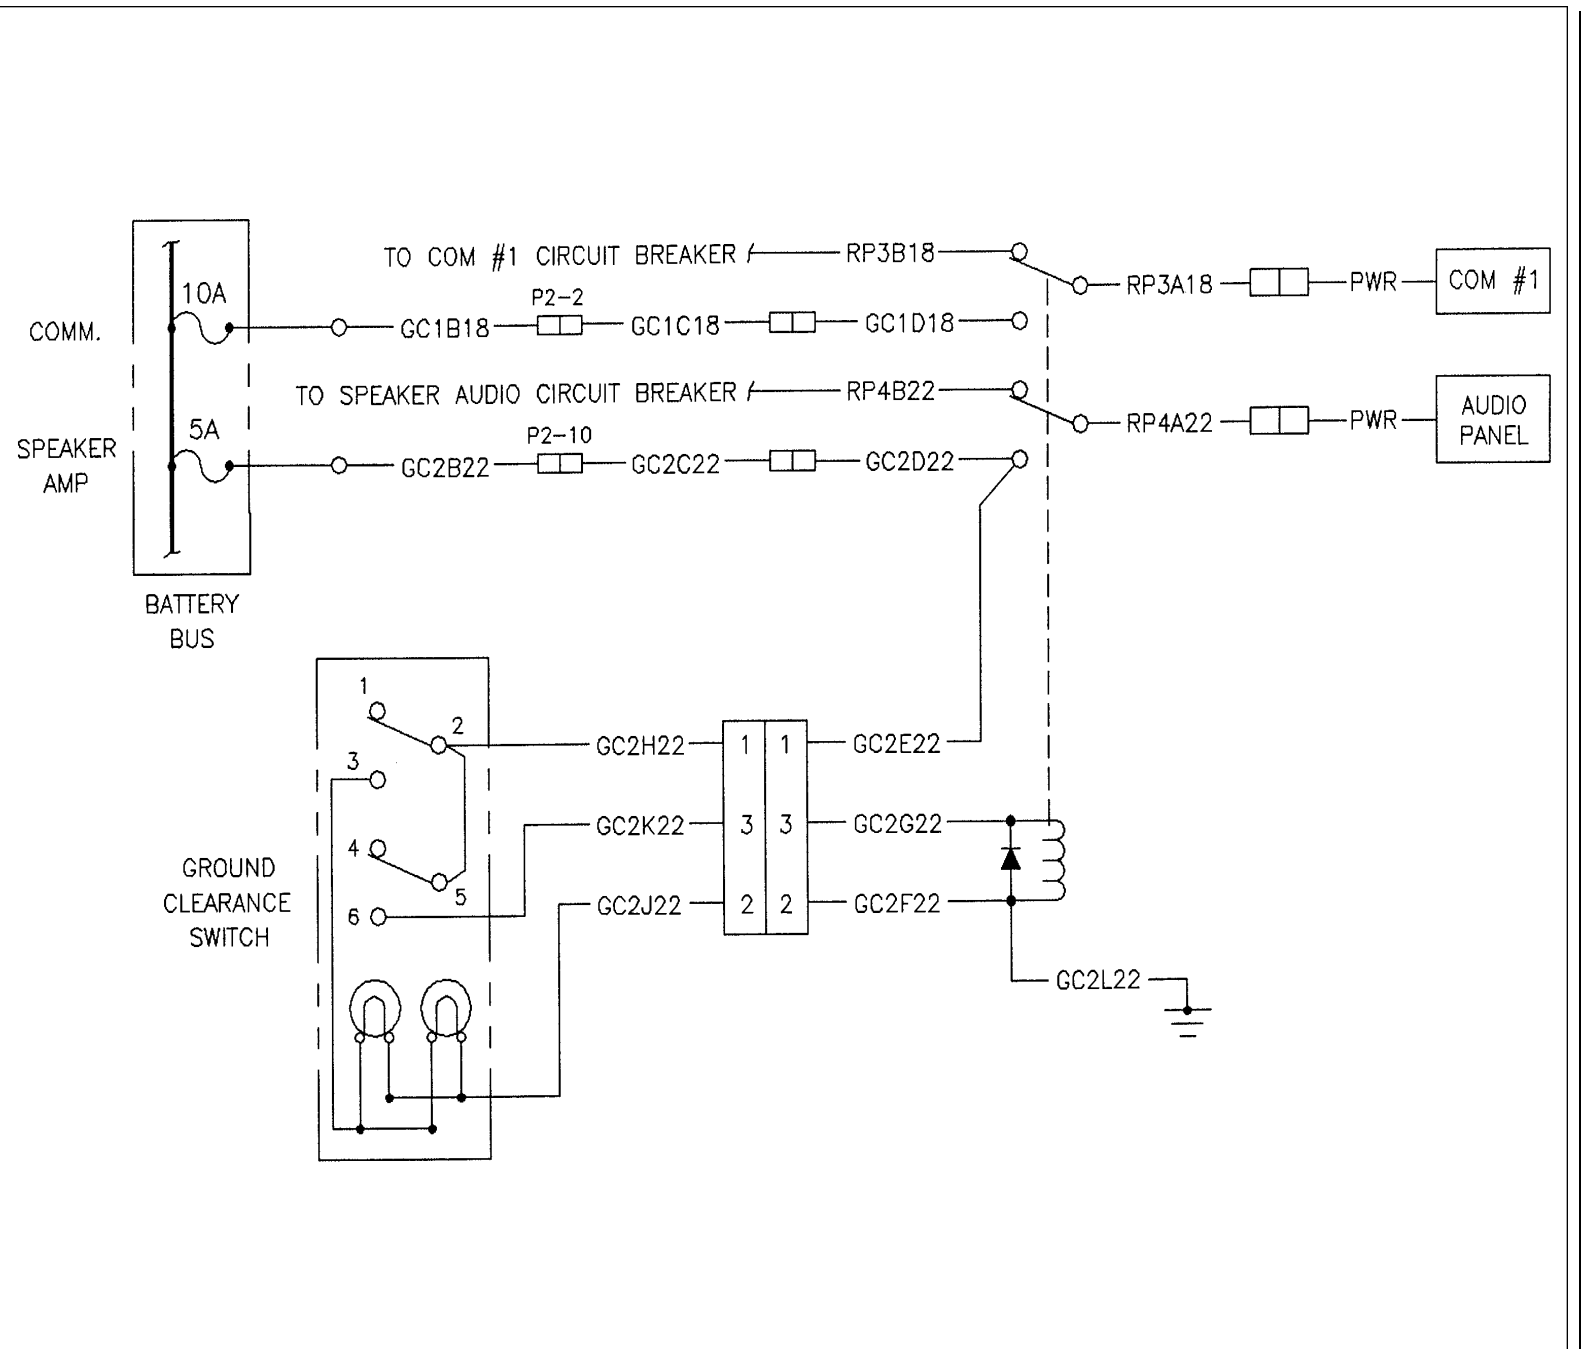 TO COM #1 CIRCUIT BREAKER
RP3B18
RP3A18
PWR
COM #1
10A
P2-2
COMM.
GC1B18
GC1C18
GC1D18
TO SPEAKER AUDIO CIRCUIT BREAKER
RP4B22
RP4A22
PWR
AUDIO
PANEL
5A
P2-10
SPEAKER
AMP
GC2B22
GC2C22
GC2D22
BATTERY
BUS
1
2
GC2H22
1
1
GC2E22
3
GC2K22
3
3
GC2G22
4
5
GC2J22
2
2
GC2F22
6
GROUND
CLEARANCE
SWITCH
GC2L22